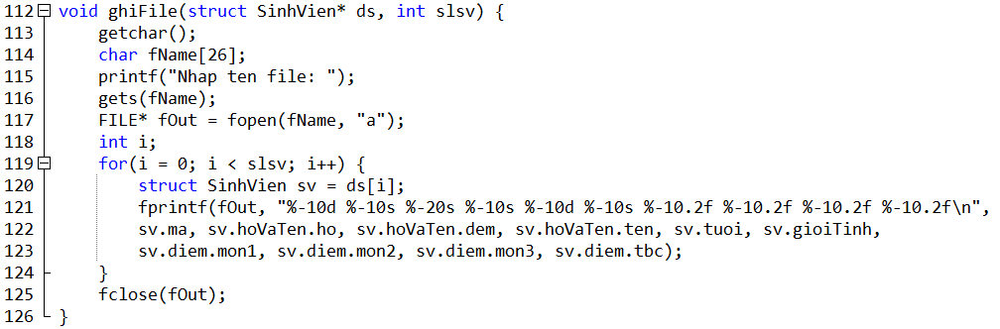 112 void ghiFile(struct SinhVien* ds, int slsv) {
113     getchar();
114     char fName[26];
115     printf("Nhap ten file: ");
116     gets(fName);
117     FILE* fOut = fopen(fName, "a");
118     int i;
119     for(i = 0; i < slsv; i++) {
120         struct SinhVien sv = ds[i];
121         fprintf(fOut, "%-10d %-10s %-20s %-10s %-10d %-10s %-10.2f %-10.2f %-10.2f %-10.2f\n",
122         sv.ma, sv.hoVaTen.ho, sv.hoVaTen.dem, sv.hoVaTen.ten, sv.tuoi, sv.gioiTinh,
123         sv.diem.mon1, sv.diem.mon2, sv.diem.mon3, sv.diem.tbc);
124     }
125     fclose(fOut);
126 }